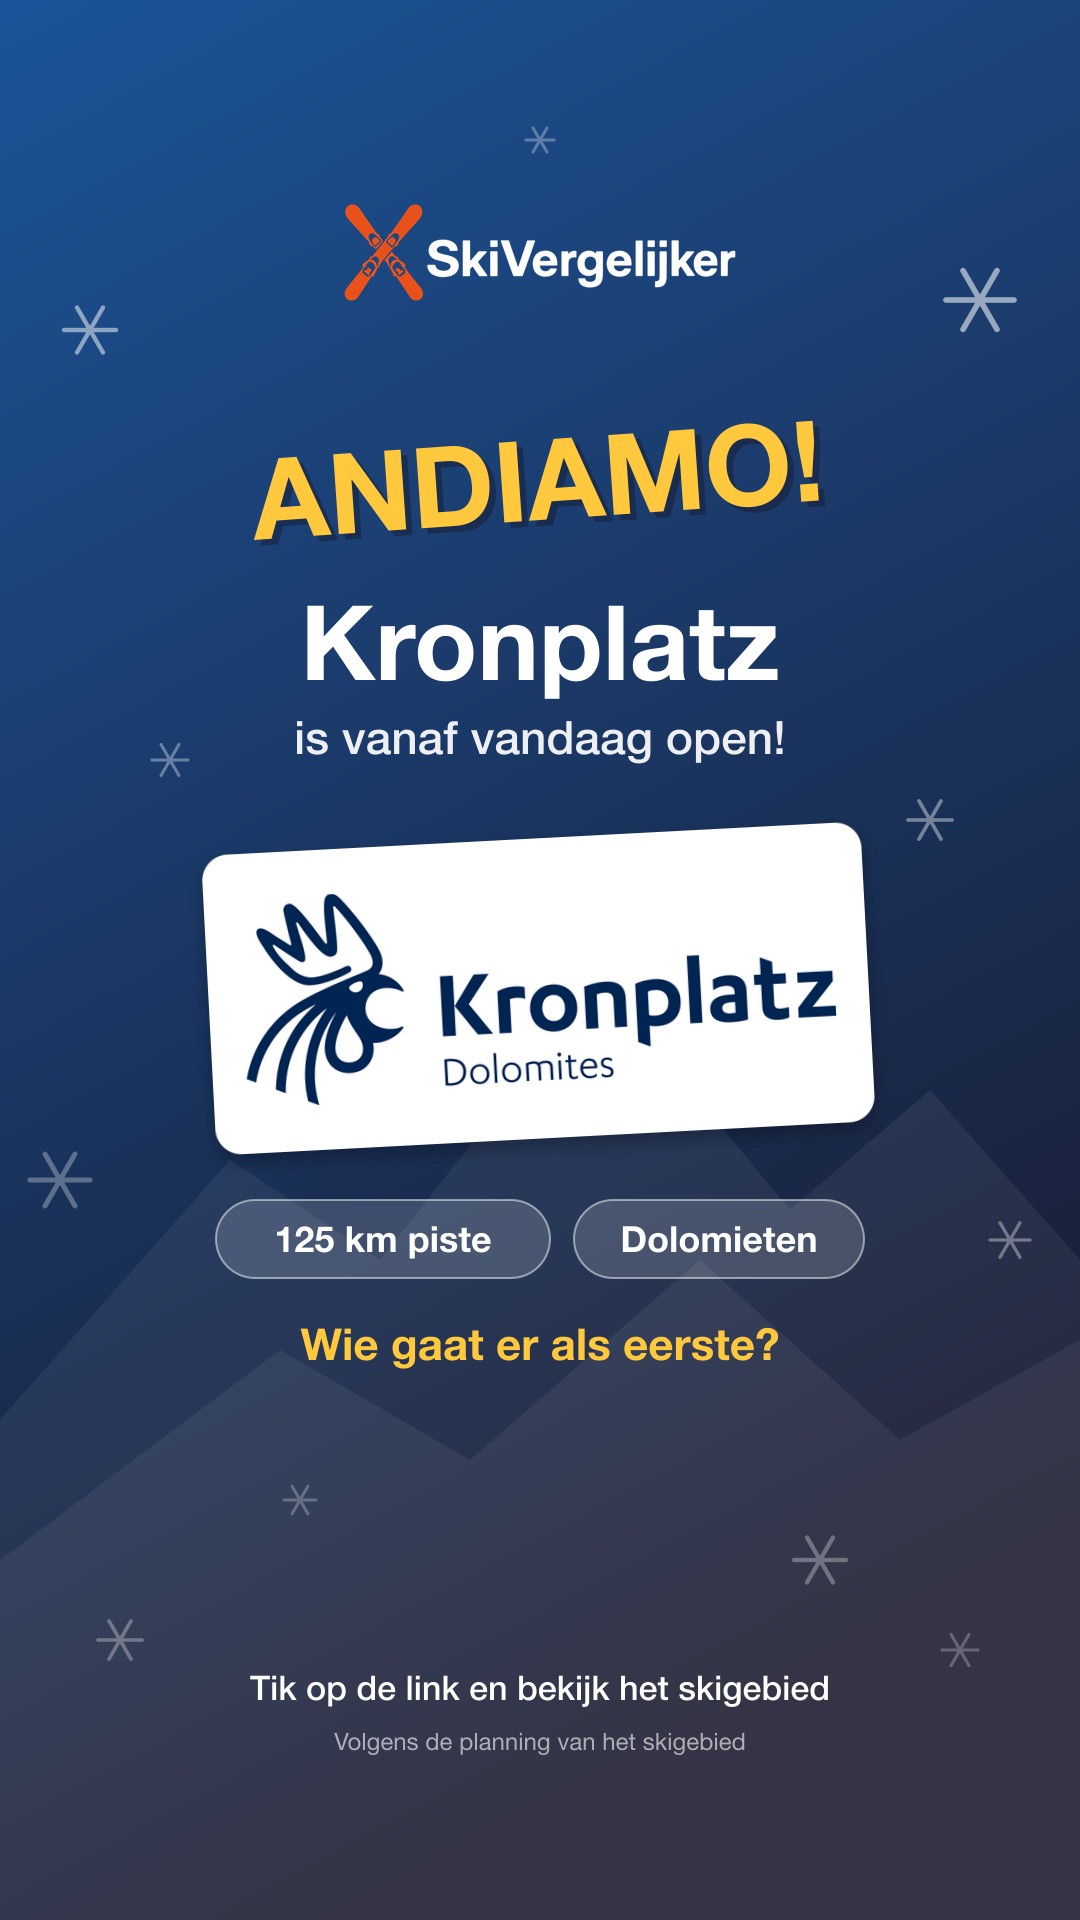 SkiVergelijker
ANDIAMO!
Kronplatz
is vanaf vandaag open!
Kronplatz
Dolomites
125 km piste
Dolomieten
Wie gaat er als eerste?
Tik op de link en bekijk het skigebied
Volgens de planning van het skigebied